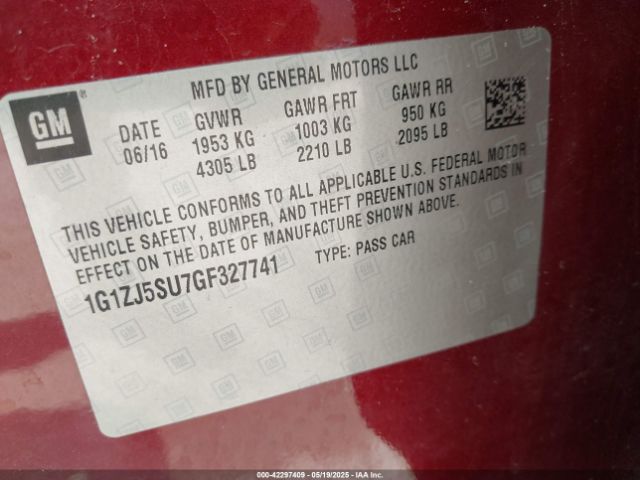 MFD BY GENERAL MOTORS LLC
GM®
DATE GVWR GAWR FRT GAWR RR
06/16 1953 KG 1003 KG 950 KG
4305 LB 2210 LB 2095 LB
THIS VEHICLE CONFORMS TO ALL APPLICABLE U.S. FEDERAL MOTOR
VEHICLE SAFETY, BUMPER, AND THEFT PREVENTION STANDARDS IN
EFFECT ON THE DATE OF MANUFACTURE SHOWN ABOVE.
1G1ZJ5SU7GF327741 TYPE: PASS CAR
000-42297409 - 05/19/2025 - IAA, Inc.